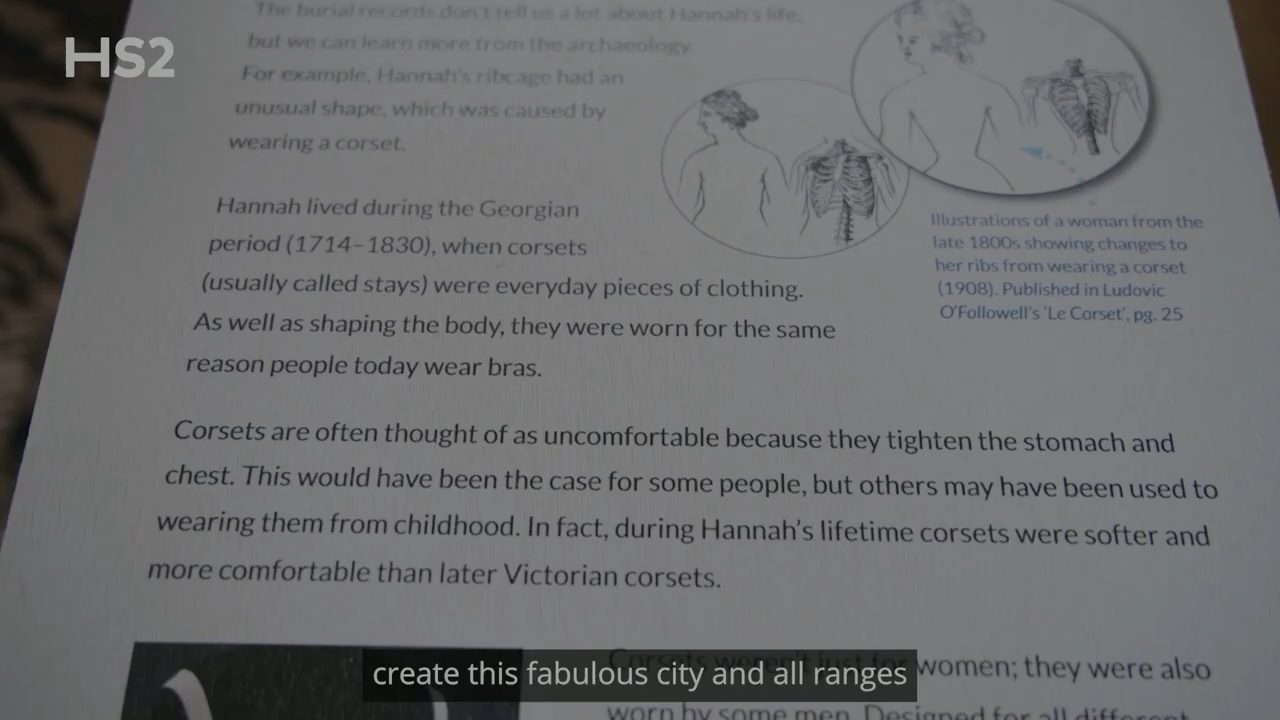 HS2
The burial records don't tell us a lot about Hannah's life,
but we can learn more from the archaeology.
For example, Hannah's ribcage had an
unusual shape, which was caused by
wearing a corset.
Hannah lived during the Georgian
period (1714–1830), when corsets
(usually called stays) were everyday pieces of clothing.
As well as shaping the body, they were worn for the same
reason people today wear bras.
Illustrations of a woman from the
late 1800s showing changes to
her ribs from wearing a corset
(1908). Published in Ludovic
O'Followell's 'Le Corset', pg. 25
Corsets are often thought of as uncomfortable because they tighten the stomach and
chest. This would have been the case for some people, but others may have been used to
wearing them from childhood. In fact, during Hannah's lifetime corsets were softer and
more comfortable than later Victorian corsets.
Corsets weren't just for women; they were also
worn by some men. Designed for all different
create this fabulous city and all ranges